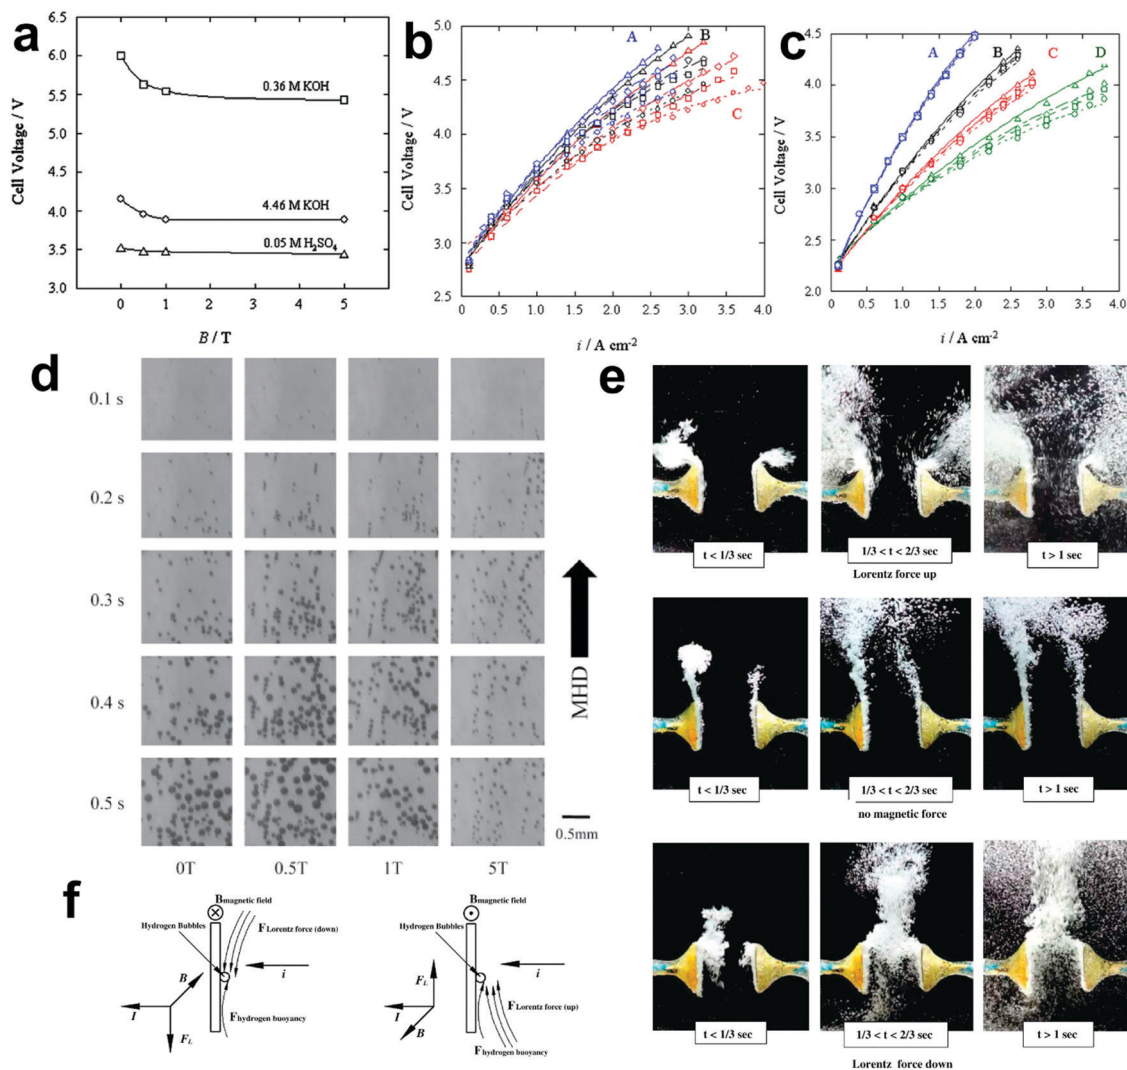 a
6.5
6.0
5.5
5.0
4.5
4.0
3.5
3.0
Cell Voltage / V
0.36 M KOH
4.46 M KOH
0.05 M H₂SO₄
0 1 2 3 4 5
B / T
b
5.0
4.5
4.0
3.5
3.0
2.5
Cell Voltage / V
A
B
C
0.0 0.5 1.0 1.5 2.0 2.5 3.0 3.5 4.0
i / A cm⁻²
c
4.5
4.0
3.5
3.0
2.5
2.0
Cell Voltage / V
A
B
C
D
0.0 0.5 1.0 1.5 2.0 2.5 3.0 3.5 4.0
i / A cm⁻²
d
0.1 s
0.2 s
0.3 s
0.4 s
0.5 s
0T 0.5T 1T 5T
MHD
0.5mm
e
t < 1/3 sec
1/3 < t < 2/3 sec
t > 1 sec
Lorentz force up
t < 1/3 sec
1/3 < t < 2/3 sec
t > 1 sec
no magnetic force
t < 1/3 sec
1/3 < t < 2/3 sec
t > 1 sec
Lorentz force down
f
Bmagnetic field
Hydrogen Bubbles
FLorentz force (down)
B
i
I
FL
Fhydrogen buoyancy
Bmagnetic field
Hydrogen Bubbles
FL
i
I
B
FLorentz force (up)
Fhydrogen buoyancy